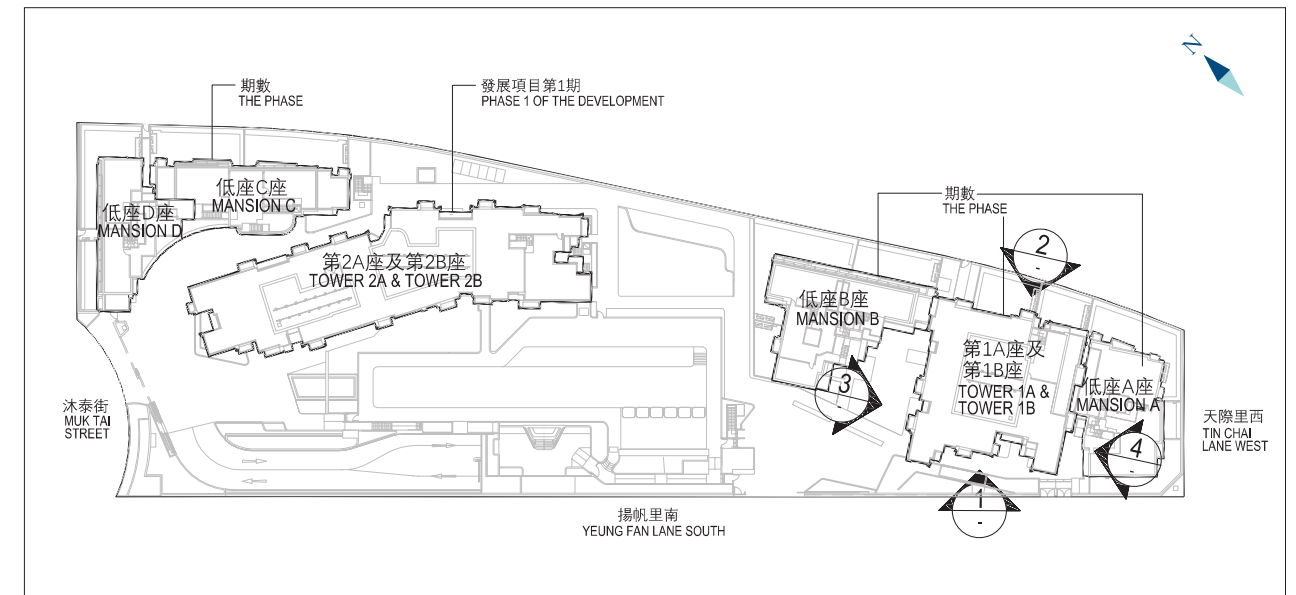 N
期數
THE PHASE
發展項目第1期
PHASE 1 OF THE DEVELOPMENT
低座C座
MANSION C
低座D座
MANSION D
第2A座及第2B座
TOWER 2A & TOWER 2B
期數
THE PHASE
2
-
低座B座
MANSION B
第1A座及
第1B座
TOWER 1A &
TOWER 1B
低座A座
MANSION A
3
-
4
-
1
-
沐泰街
MUK TAI
STREET
天際里西
TIN CHAI
LANE WEST
揚帆里南
YEUNG FAN LANE SOUTH